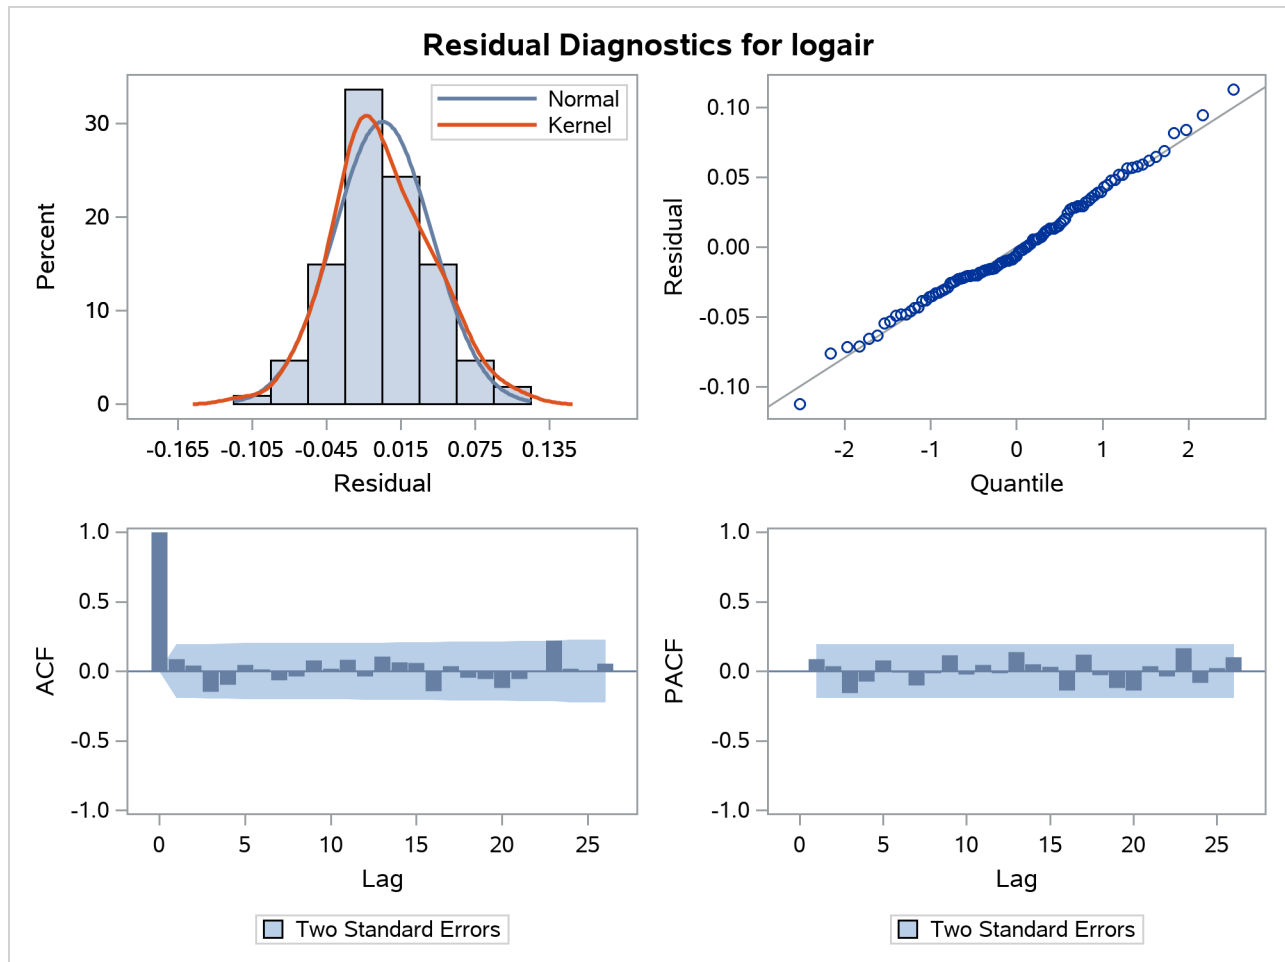 Residual Diagnostics for logair
Normal
Kernel
30
20
10
0
Percent
-0.165 -0.105 -0.045 0.015 0.075 0.135
Residual
0.10
0.05
0.00
-0.05
-0.10
Residual
-2 -1 0 1 2
Quantile
1.0
0.5
0.0
-0.5
-1.0
ACF
0 5 10 15 20 25
Lag
Two Standard Errors
1.0
0.5
0.0
-0.5
-1.0
PACF
0 5 10 15 20 25
Lag
Two Standard Errors